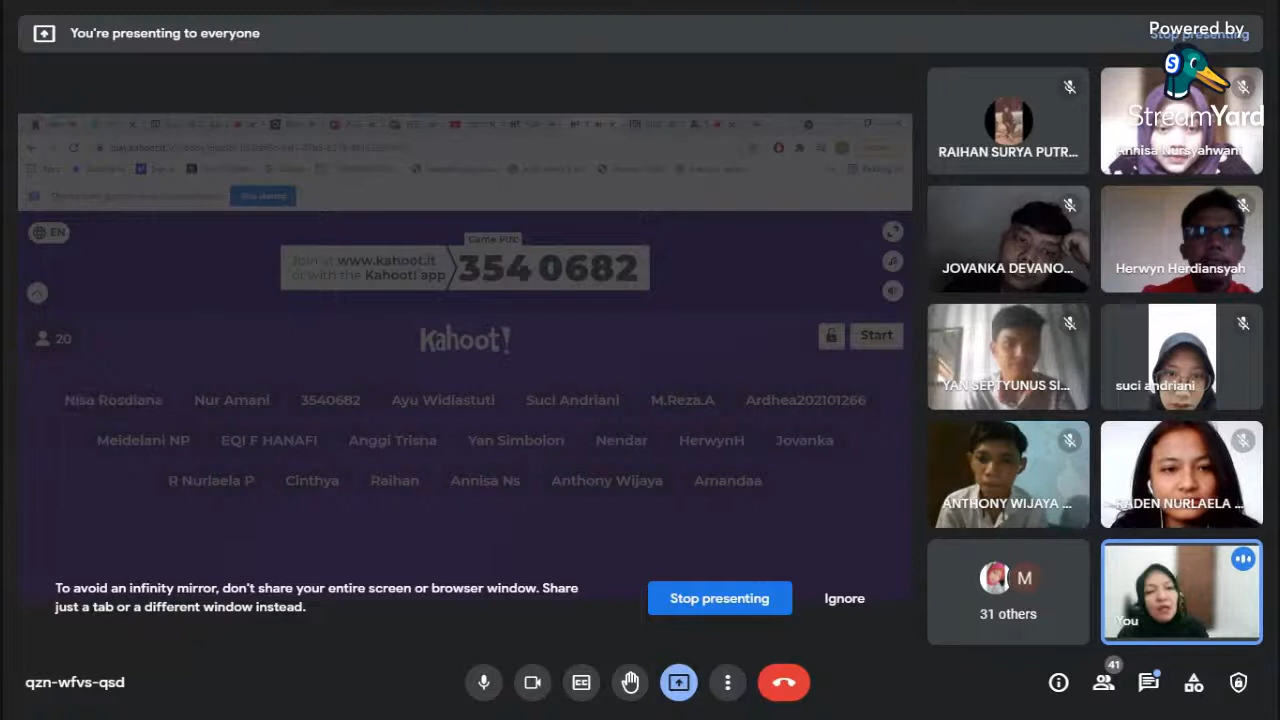 You're presenting to everyone
Stop presenting
Powered by
StreamYard
EN
Game PIN:
Join at www.kahoot.it
or with the Kahoot! app
354 0682
20
Kahoot!
Start
Nisa Rosdiana Nur Amani 3540682 Ayu Widiastuti Suci Andriani M.Reza.A Ardhea202101266
Meidelani NP EQI F HANAFI Anggi Trisna Yan Simbolon Nendar HerwynH Jovanka
R Nurlaela P Cinthya Raihan Annisa Ns Anthony Wijaya Amandaa
To avoid an infinity mirror, don't share your entire screen or browser window. Share
just a tab or a different window instead.
Stop presenting
Ignore
RAIHAN SURYA PUTR...
Annisa Nursyahwani
JOVANKA DEVANO...
Herwyn Herdiansyah
YAN SEPTYUNUS SI...
suci andriani
ANTHONY WIJAYA ...
RADEN NURLAELA ...
M
31 others
You
qzn-wfvs-qsd
41